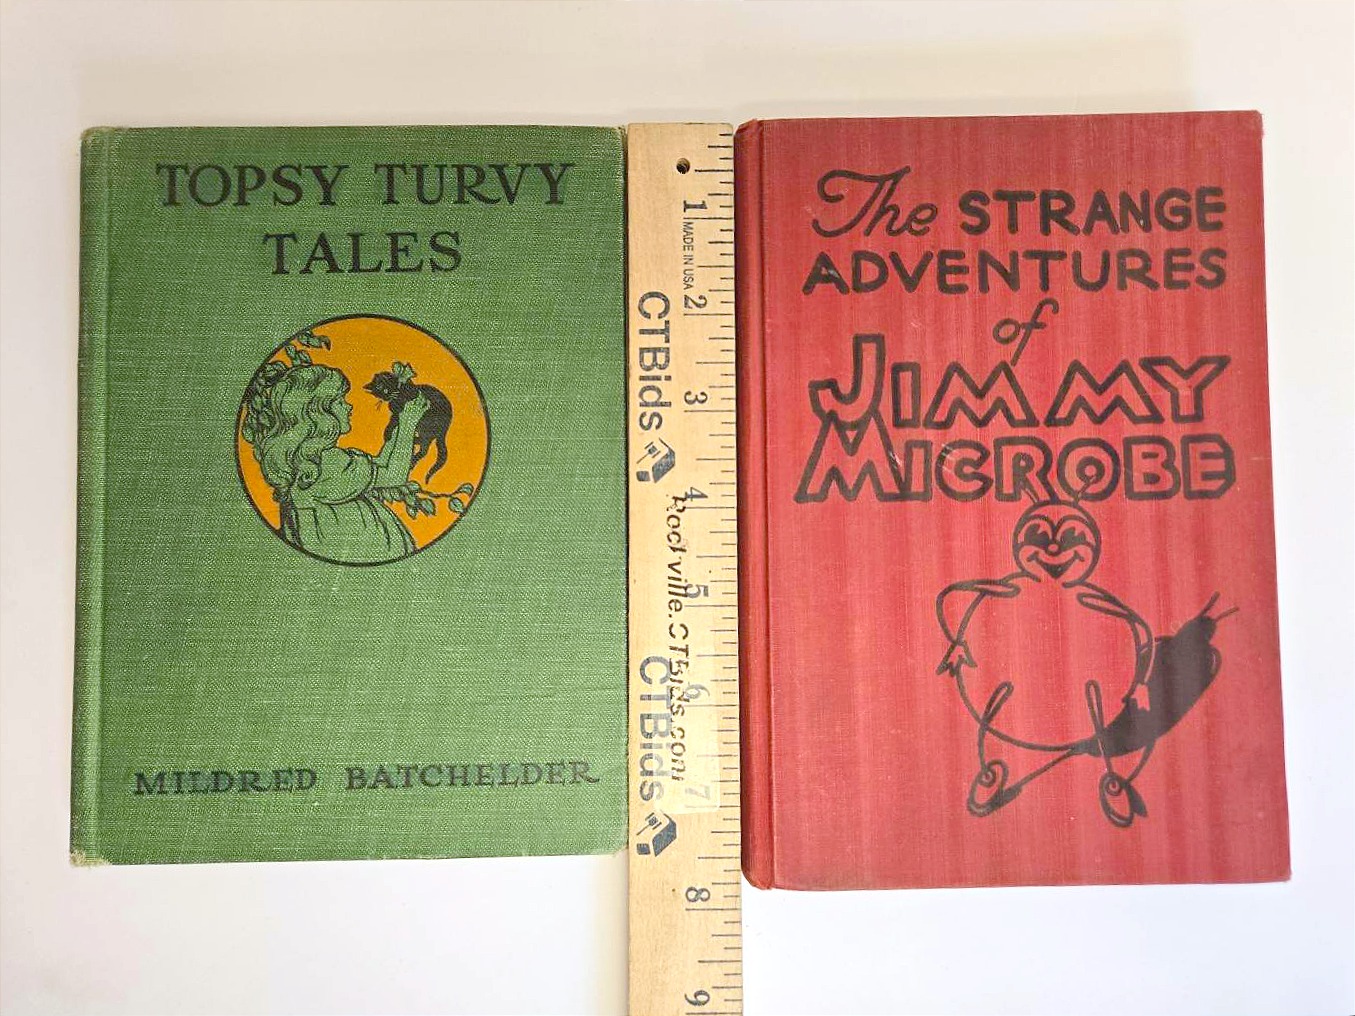 TOPSY TURVY
TALES
MILDRED BATCHELDER
1
MADE IN USA
2
CTBids
3
4
Rockville.CTBids.com
5
6
CTBids
7
8
9
The STRANGE
ADVENTURES
of
JIMMY
MICROBE